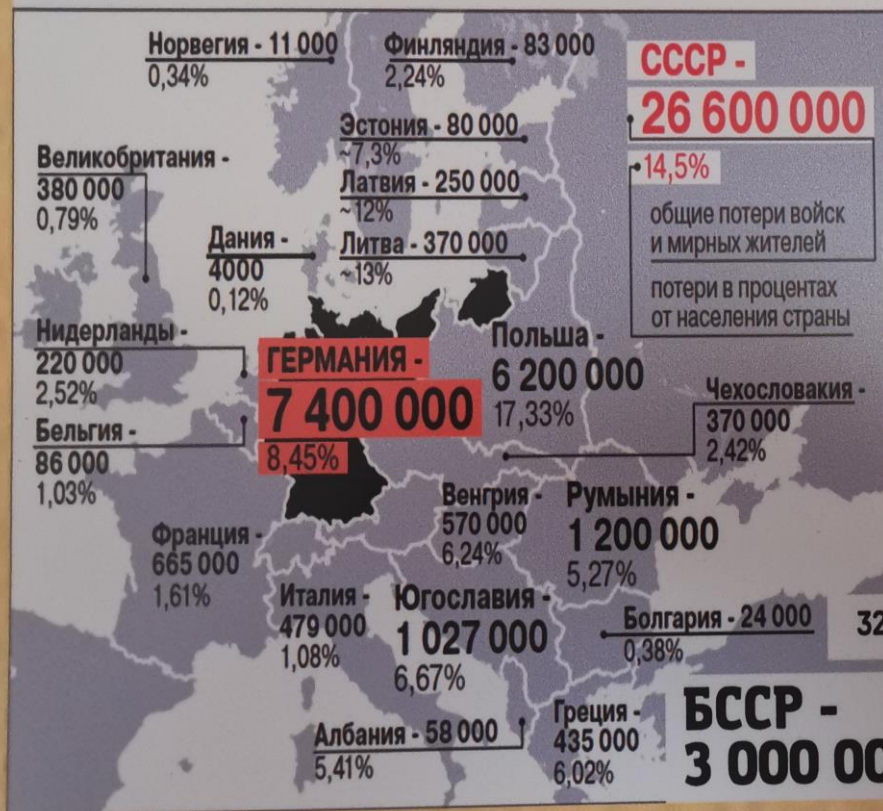 Норвегия - 11 000
0,34%
Финляндия - 83 000
2,24%
СССР -
26 600 000
14,5%
общие потери войск
и мирных жителей
потери в процентах
от населения страны
Эстония - 80 000
~7,3%
Латвия - 250 000
~12%
Литва - 370 000
~13%
Великобритания -
380 000
0,79%
Дания -
4000
0,12%
Нидерланды -
220 000
2,52%
Бельгия -
86 000
1,03%
ГЕРМАНИЯ -
7 400 000
8,45%
Польша -
6 200 000
17,33%
Чехословакия -
370 000
2,42%
Венгрия -
570 000
6,24%
Румыния -
1 200 000
5,27%
Франция -
665 000
1,61%
Италия -
479 000
1,08%
Югославия -
1 027 000
6,67%
Болгария - 24 000
0,38%
32
Албания - 58 000
5,41%
Греция -
435 000
6,02%
БССР -
3 000 00